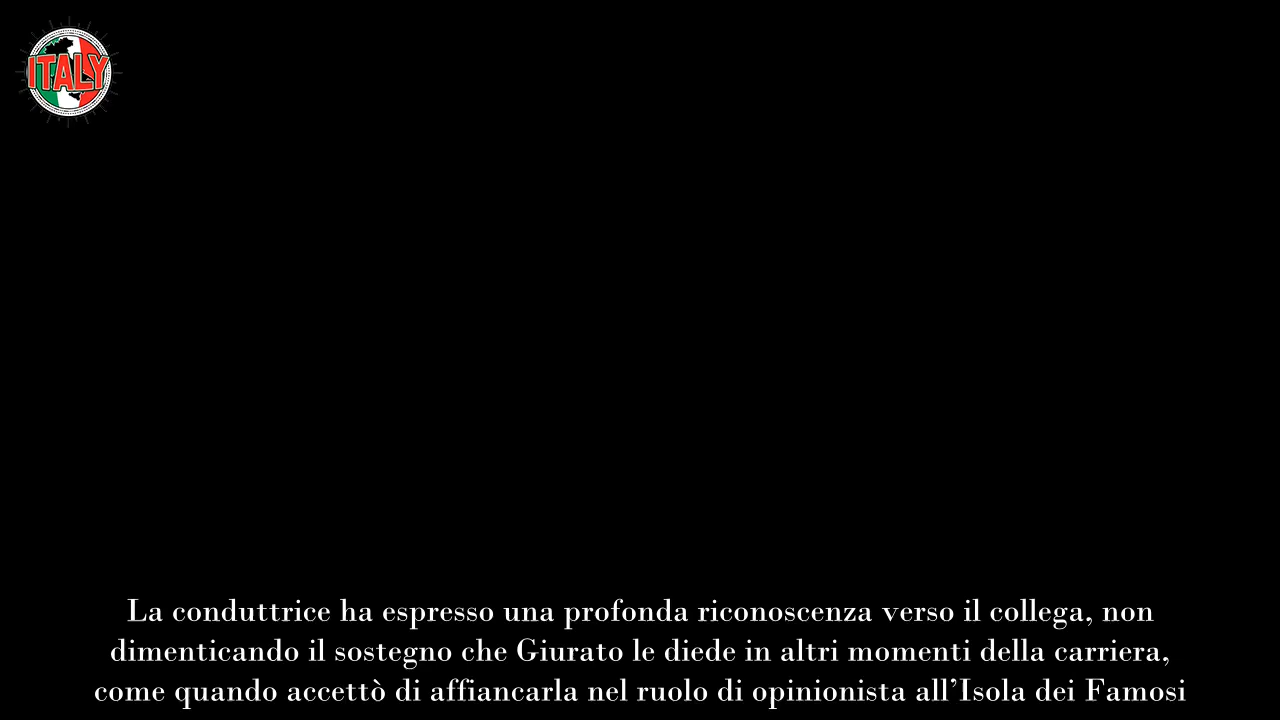 ITALY
La conduttrice ha espresso una profonda riconoscenza verso il collega, non
dimenticando il sostegno che Giurato le diede in altri momenti della carriera,
come quando accettò di affiancarla nel ruolo di opinionista all’Isola dei Famosi